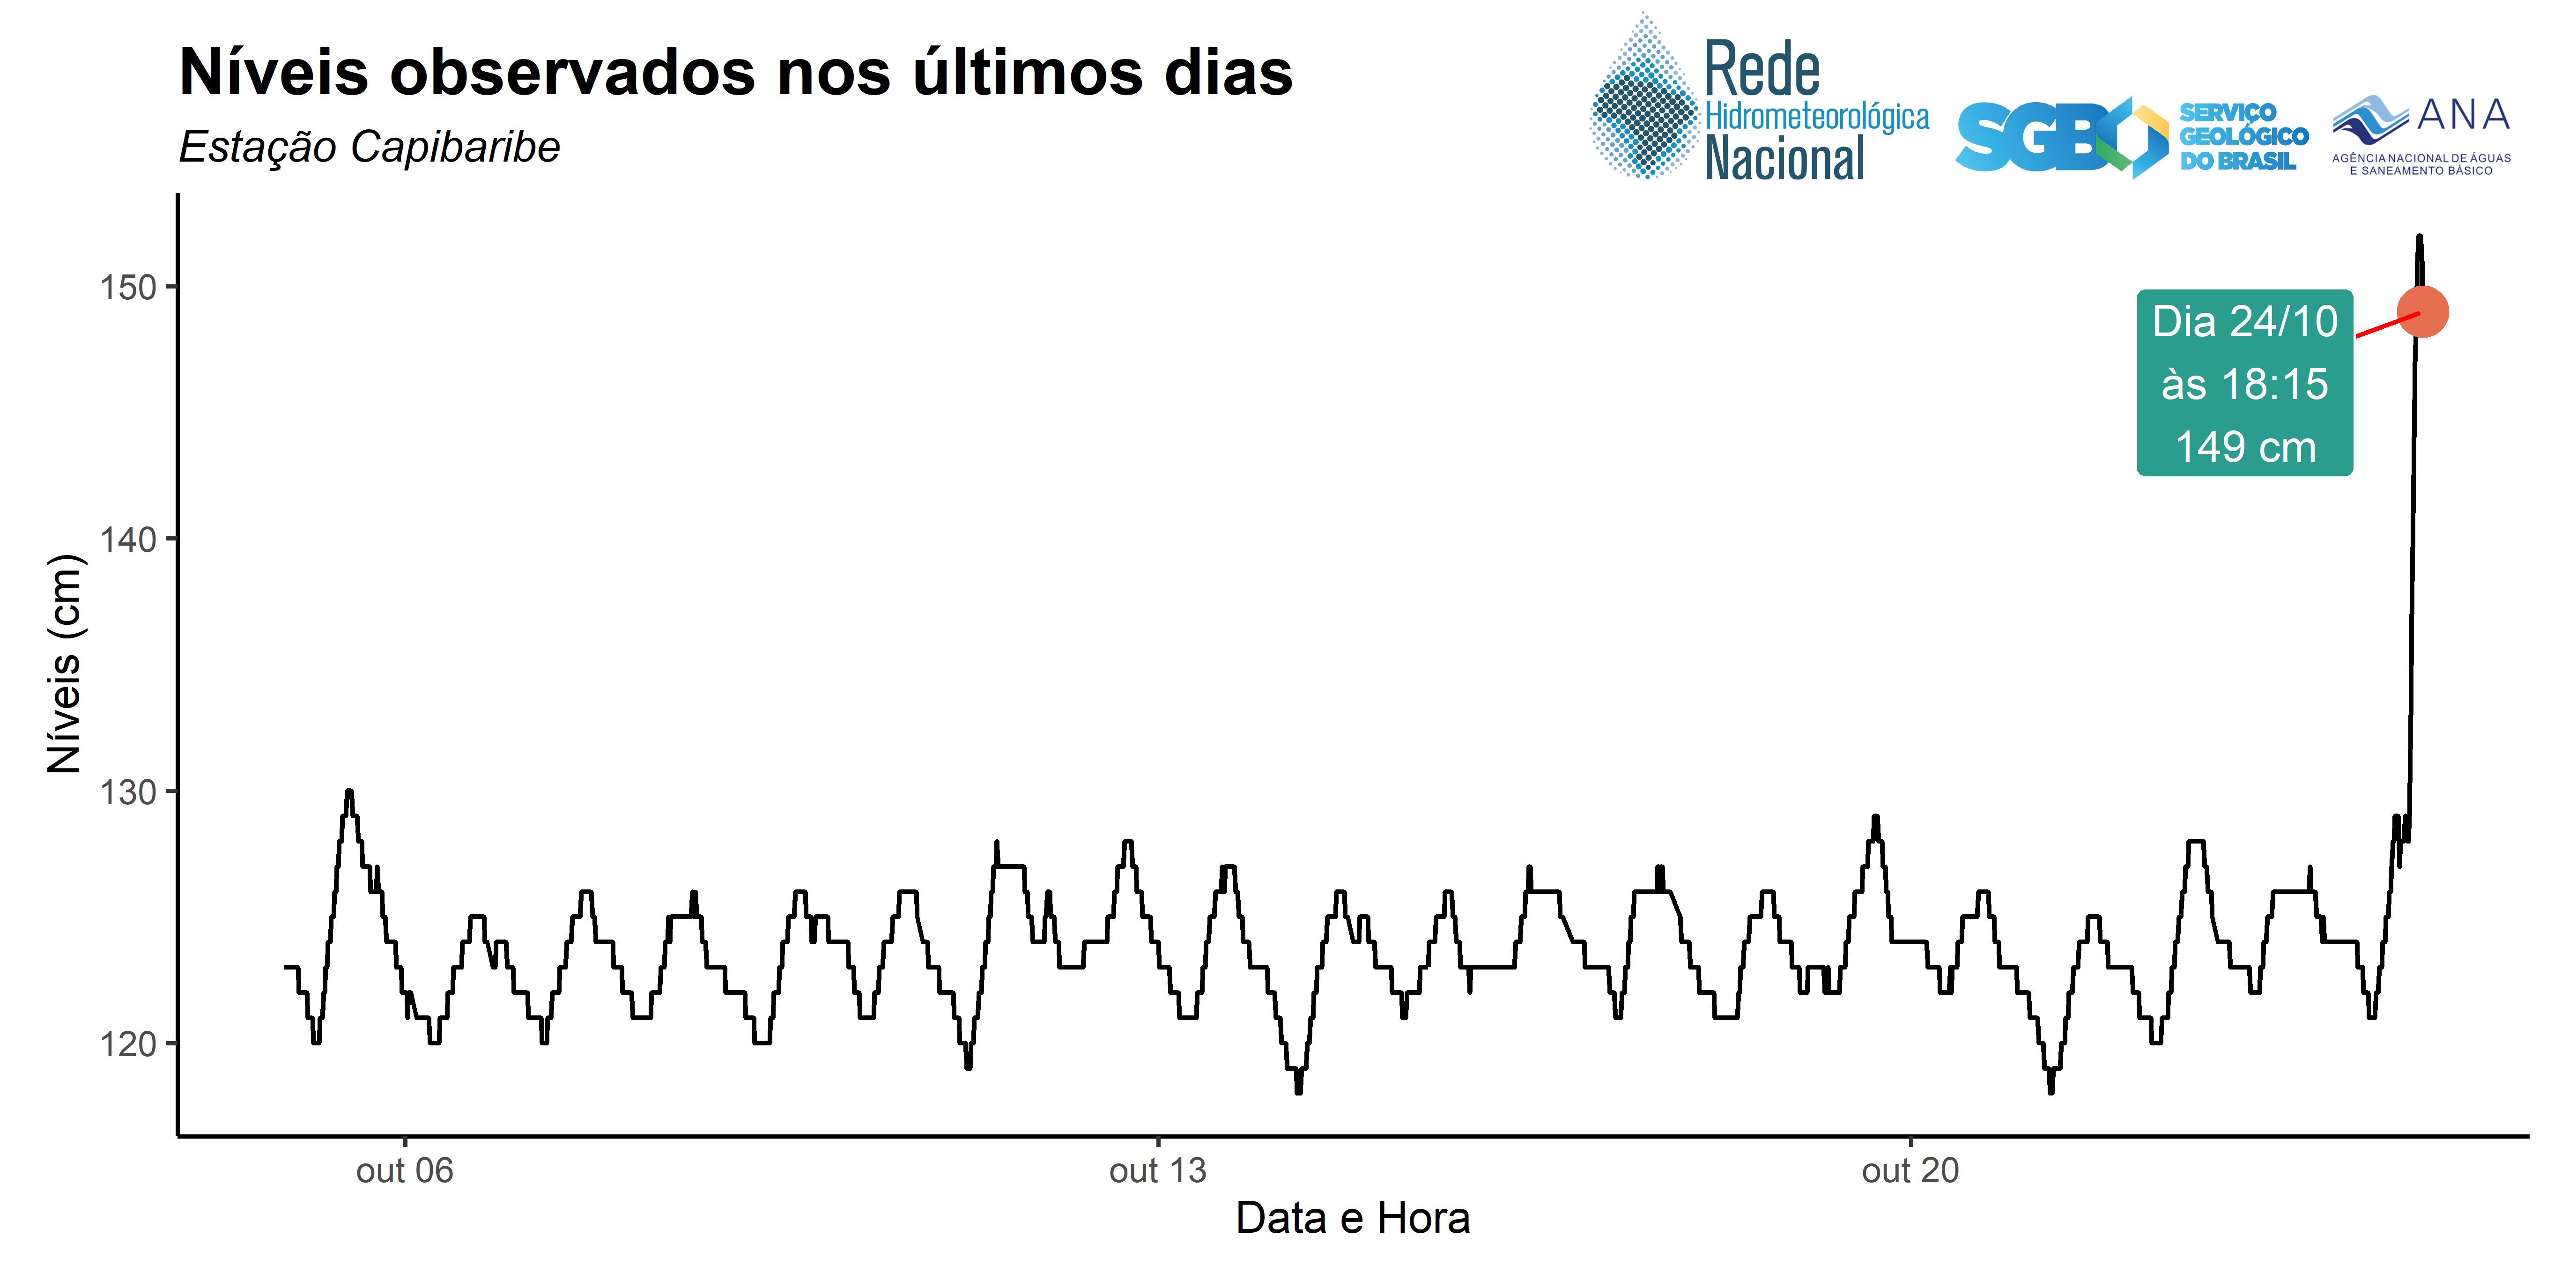 Níveis observados nos últimos dias
Estação Capibaribe
Rede
Hidrometeorológica
Nacional
SGB
SERVIÇO
GEOLÓGICO
DO BRASIL
ANA
AGÊNCIA NACIONAL DE ÁGUAS
E SANEAMENTO BÁSICO
Níveis (cm)
150
140
130
120
Dia 24/10
às 18:15
149 cm
out 06
out 13
out 20
Data e Hora